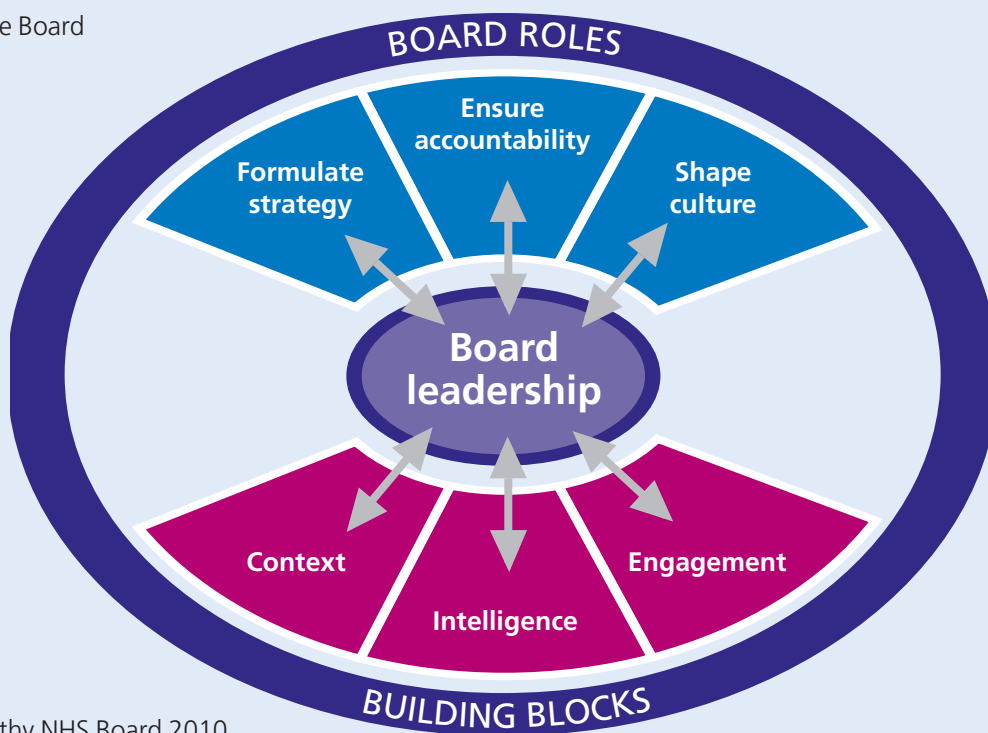 e Board
BOARD ROLES
Ensure
accountability
Formulate
strategy
Shape
culture
Board
leadership
Context
Engagement
Intelligence
BUILDING BLOCKS
thy NHS Board 2010